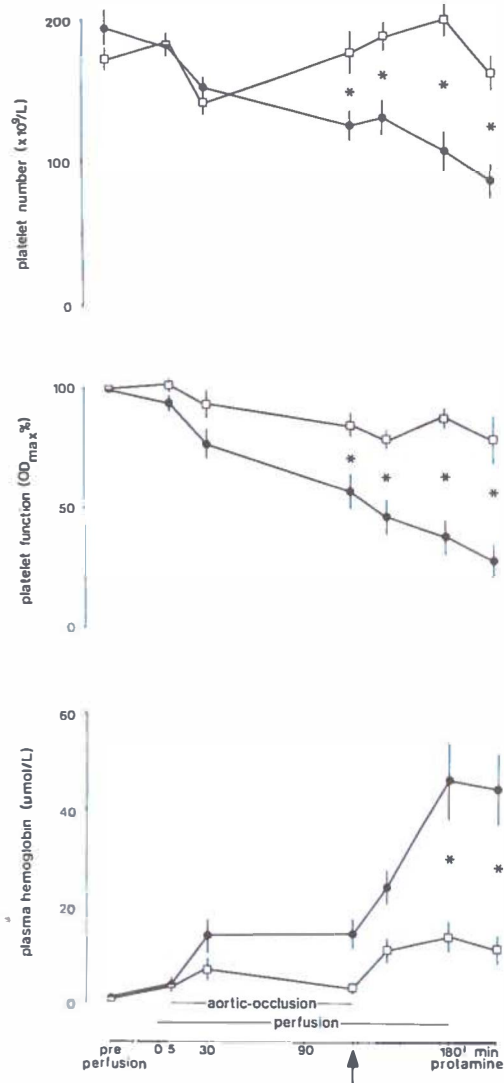 200
100
0
platelet number (x10⁹/L)
*
*
*
*
100
50
0
platelet function (ODmax%)
*
*
*
*
60
40
20
0
plasma hemoglobin (μmol/L)
*
*
aortic-occlusion
perfusion
pre 0 5 30 90 180' min
perfusion protamine